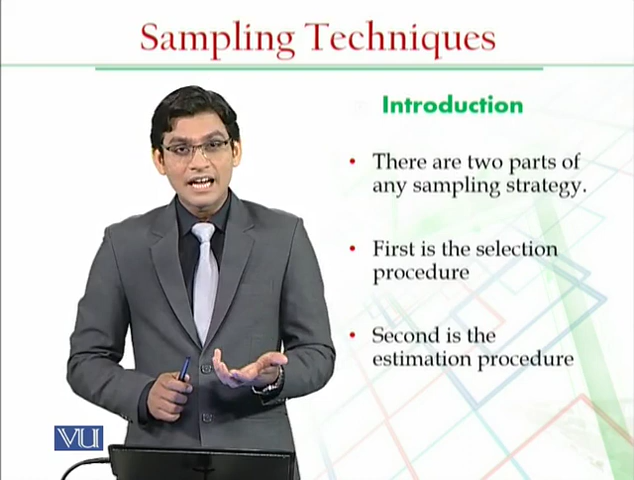 Sampling Techniques
Introduction
• There are two parts of
any sampling strategy.
• First is the selection
procedure
• Second is the
estimation procedure
VU